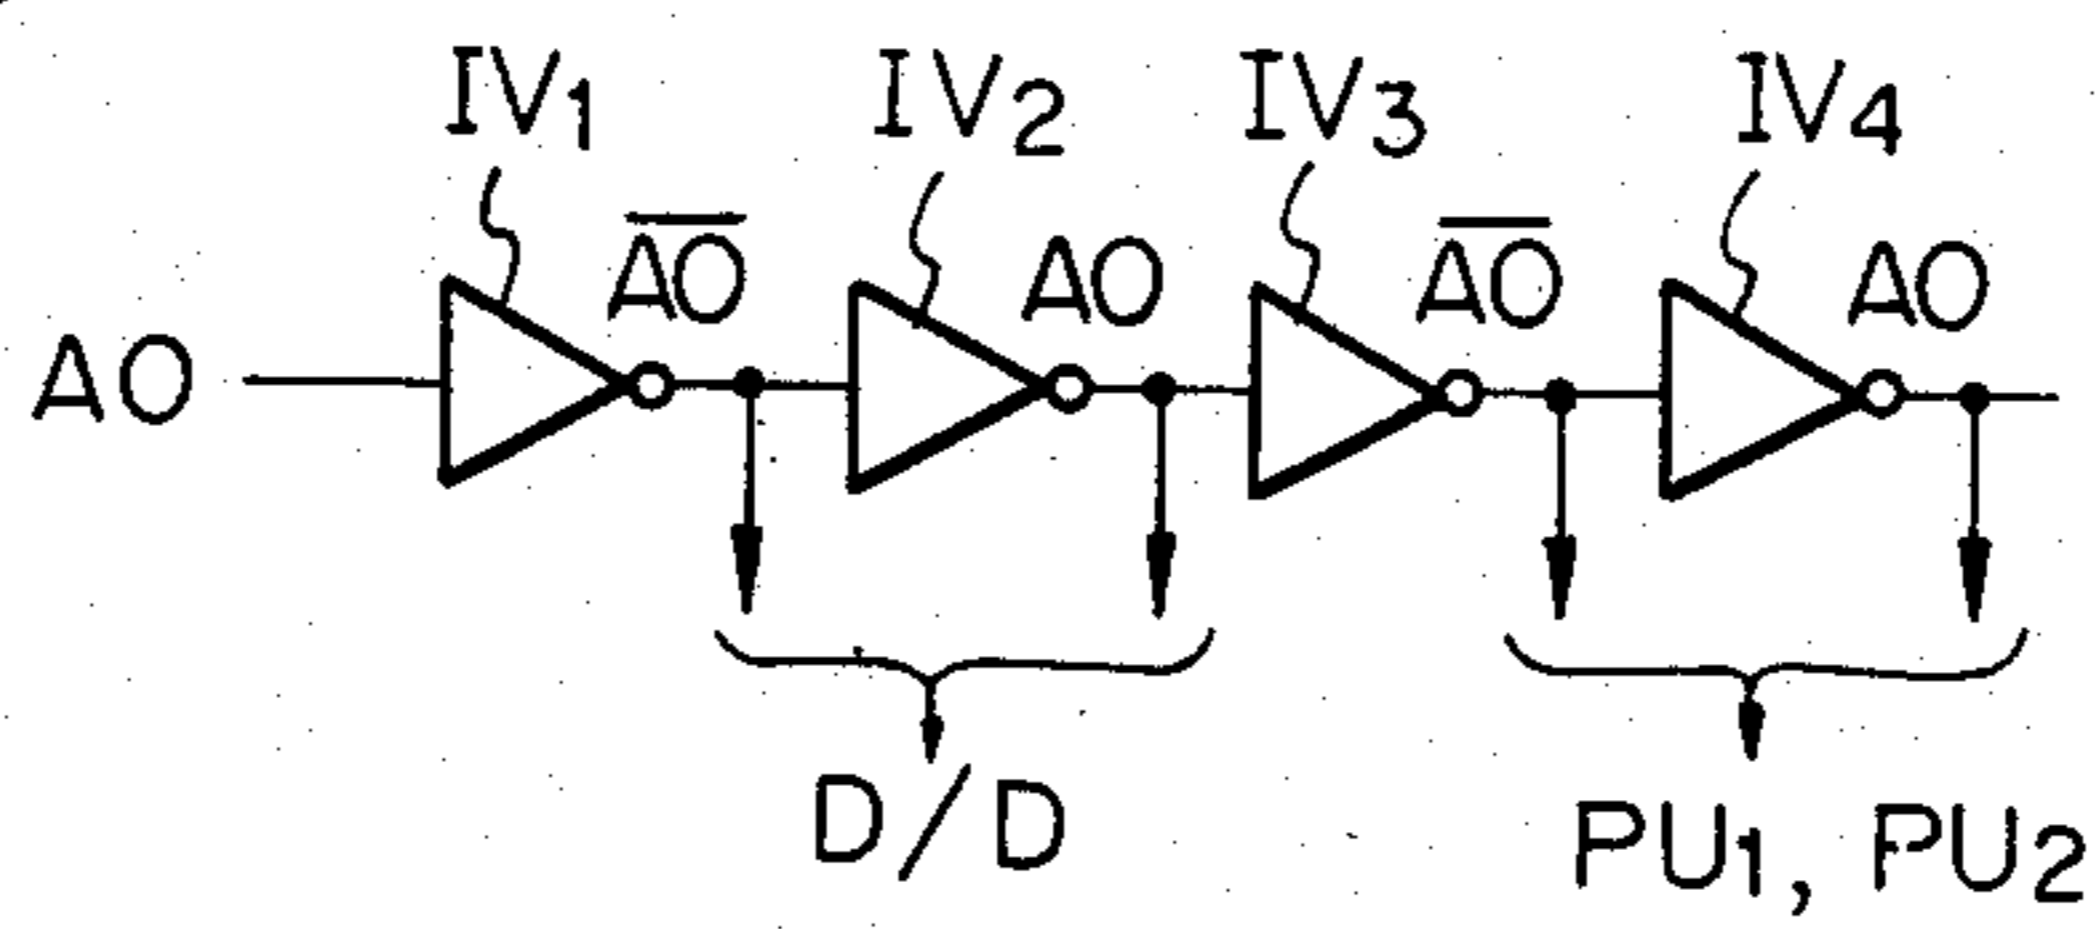 IV1 IV2 IV3 IV4
A̅O̅ AO A̅O̅ AO
AO
D/D
PU1, PU2